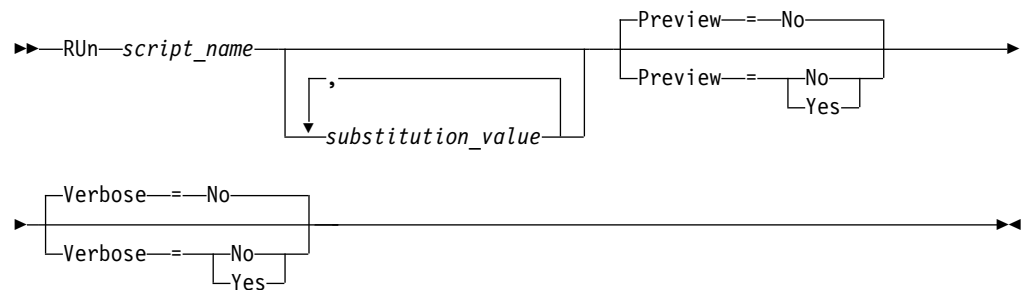 Preview = No
RUn script_name
,
Preview = No
Yes
substitution_value
Verbose = No
Verbose = No
Yes